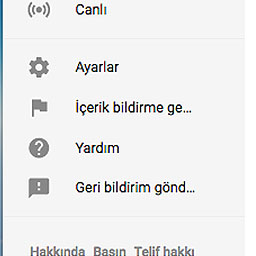 Canlı
Ayarlar
İçerik bildirme ge...
Yardım
Geri bildirim gönd...
Hakkında Basın Telif hakkı